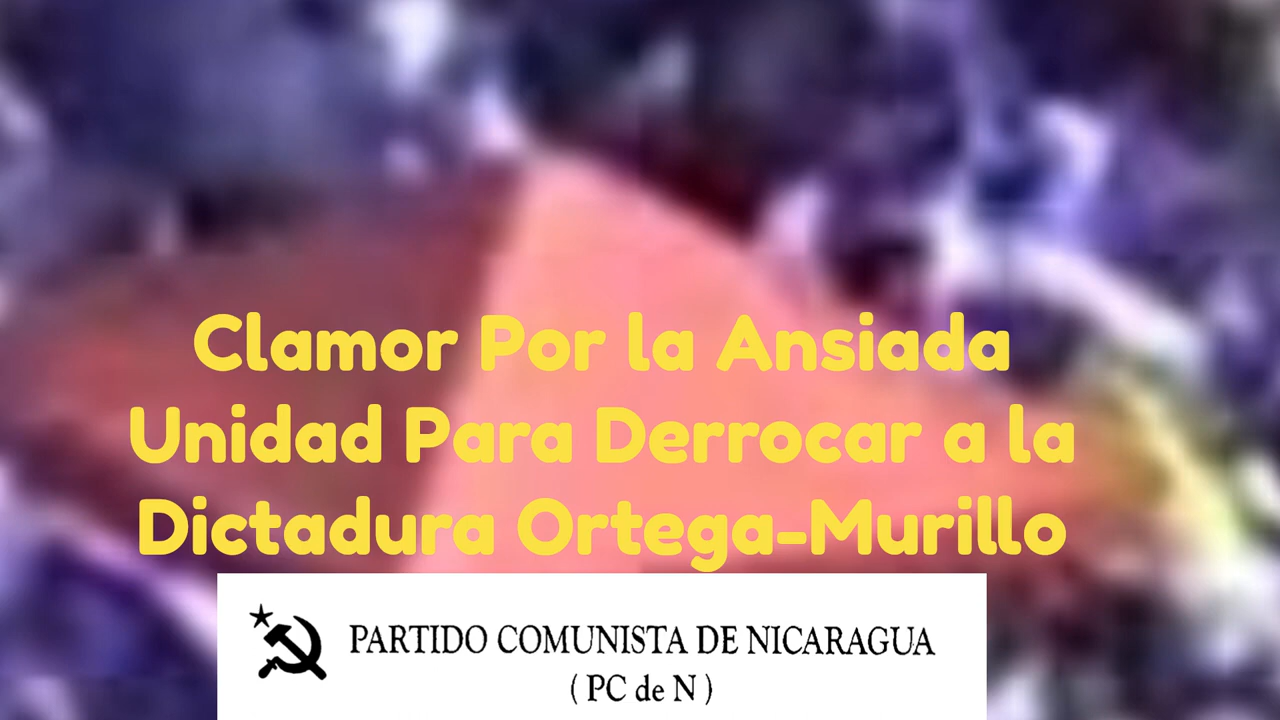 Clamor Por la Ansiada
Unidad Para Derrocar a la
Dictadura Ortega-Murillo
PARTIDO COMUNISTA DE NICARAGUA
( PC de N )